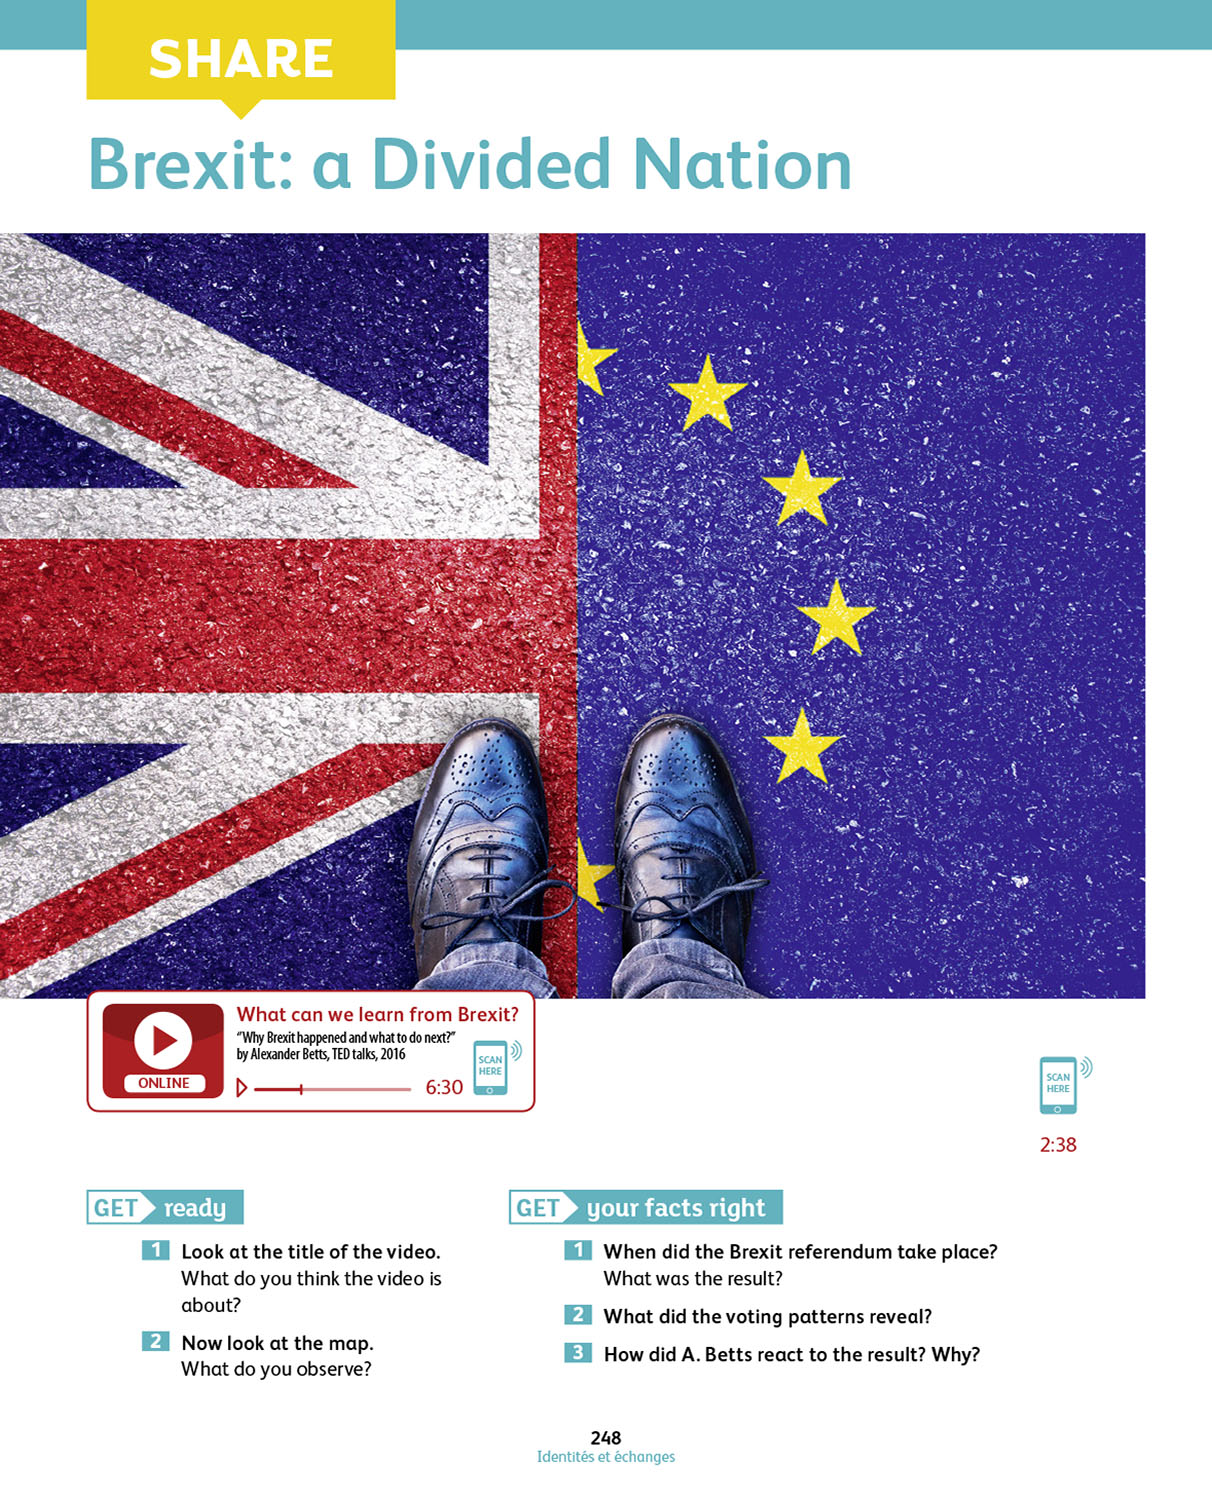 SHARE
Brexit: a Divided Nation
What can we learn from Brexit?
“Why Brexit happened and what to do next?”
by Alexander Betts, TED talks, 2016
ONLINE
6:30
SCAN
HERE
SCAN
HERE
2:38
GET ready
1 Look at the title of the video.
What do you think the video is
about?
2 Now look at the map.
What do you observe?
GET your facts right
1 When did the Brexit referendum take place?
What was the result?
2 What did the voting patterns reveal?
3 How did A. Betts react to the result? Why?
248
Identités et échanges